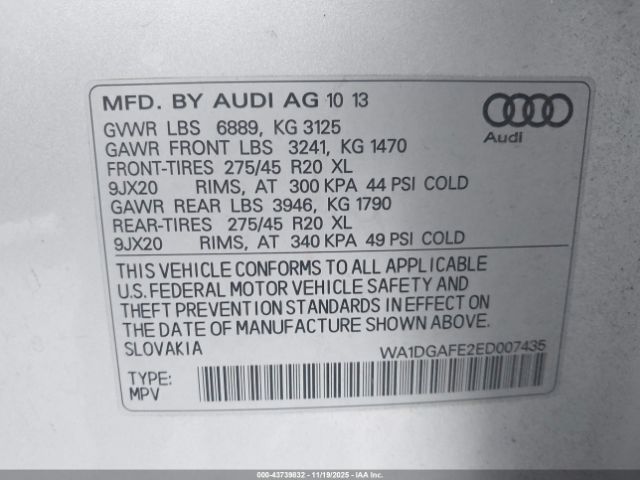 MFD. BY AUDI AG 10 13
Audi
GVWR LBS 6889, KG 3125
GAWR FRONT LBS 3241, KG 1470
FRONT-TIRES 275/45 R20 XL
9JX20 RIMS, AT 300 KPA 44 PSI COLD
GAWR REAR LBS 3946, KG 1790
REAR-TIRES 275/45 R20 XL
9JX20 RIMS, AT 340 KPA 49 PSI COLD
THIS VEHICLE CONFORMS TO ALL APPLICABLE
U.S. FEDERAL MOTOR VEHICLE SAFETY AND
THEFT PREVENTION STANDARDS IN EFFECT ON
THE DATE OF MANUFACTURE SHOWN ABOVE.
SLOVAKIA WA1DGAFE2ED007435
TYPE:
MPV
000-43739832 - 11/19/2025 - IAAI.COM